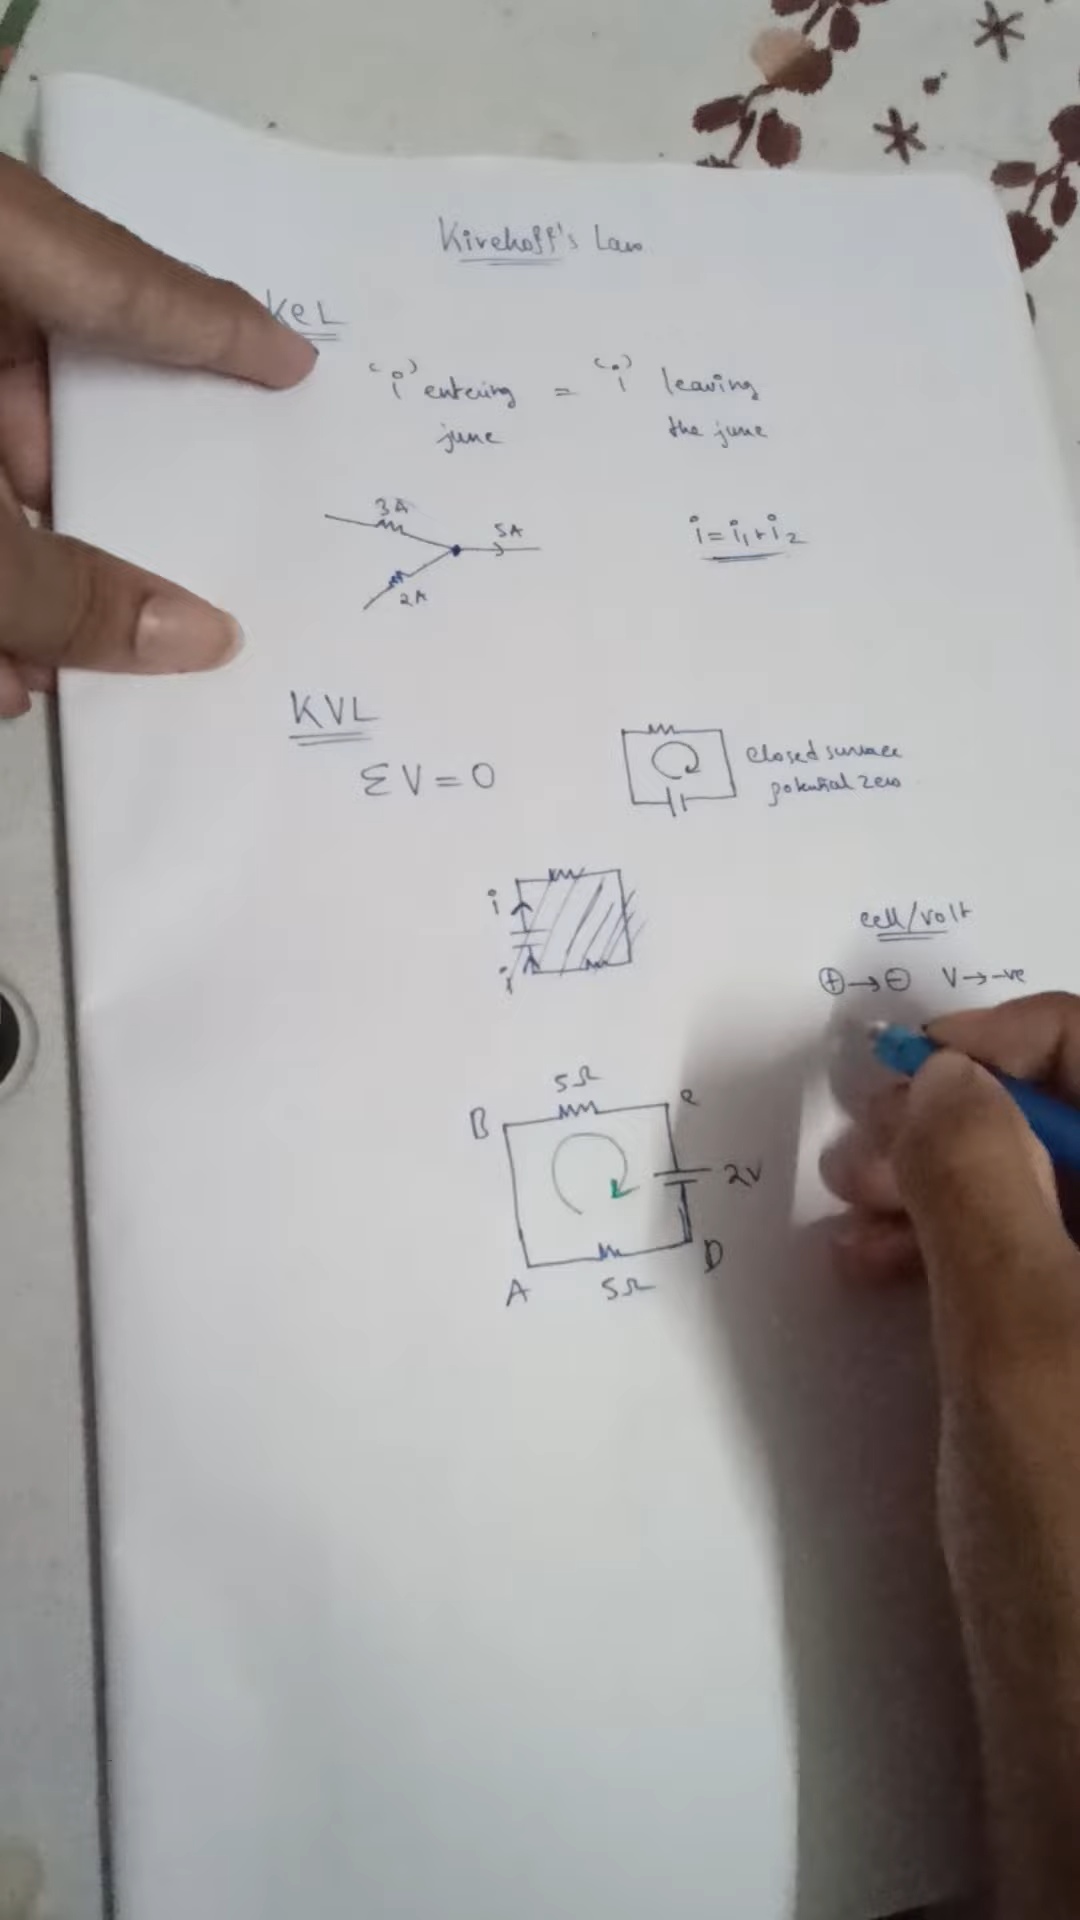 Kirchoff's Law
KCL
"i" entering = "i" leaving
junc the junc
3A
5A
2A
i = i₁ + i₂
KVL
ΣV = 0
closed surface
potential zero
i
i
cell/volt
⊕→⊖ V→-ve
5Ω
B C
2V
A D
5Ω